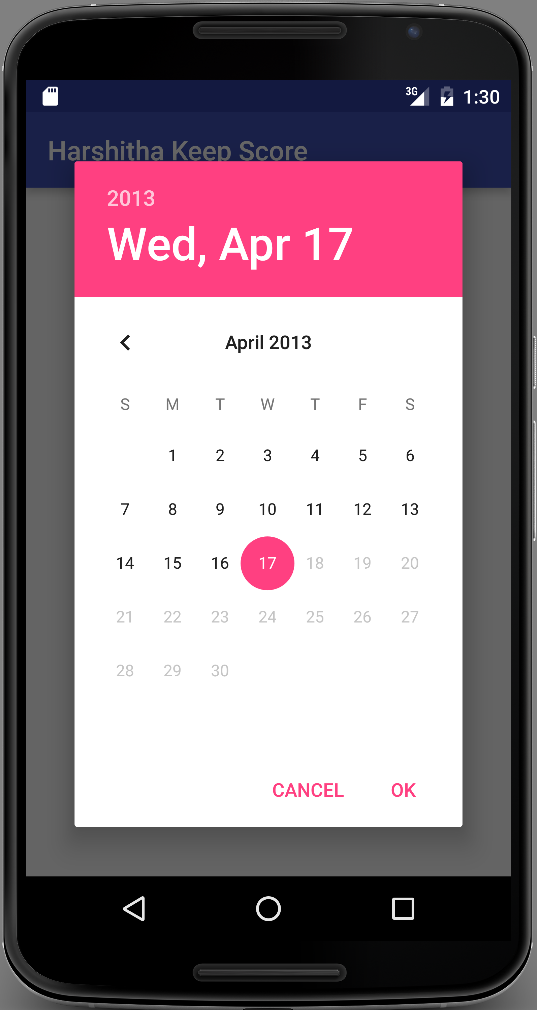 3G 1:30
Harshitha Keep Score
2013
Wed, Apr 17
April 2013
S M T W T F S
1 2 3 4 5 6
7 8 9 10 11 12 13
14 15 16 17 18 19 20
21 22 23 24 25 26 27
28 29 30
CANCEL OK